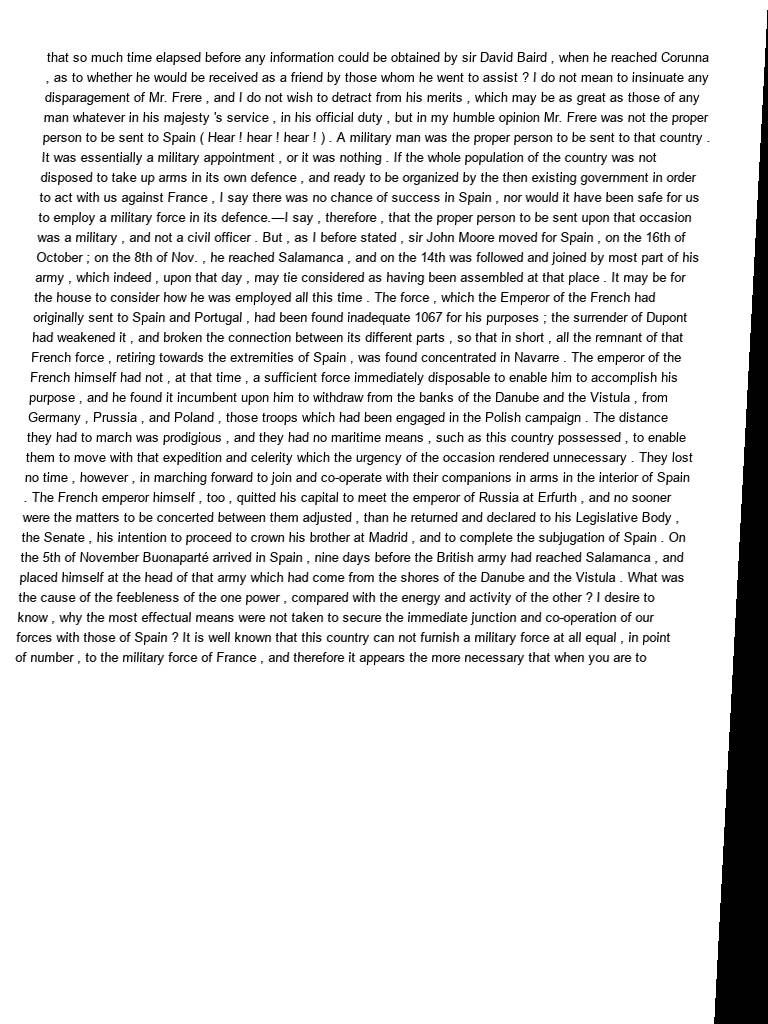 that so much time elapsed before any information could be obtained by sir David Baird , when he reached Corunna
, as to whether he would be received as a friend by those whom he went to assist ? I do not mean to insinuate any
disparagement of Mr. Frere , and I do not wish to detract from his merits , which may be as great as those of any
man whatever in his majesty 's service , in his official duty , but in my humble opinion Mr. Frere was not the proper
person to be sent to Spain ( Hear ! hear ! hear ! ) . A military man was the proper person to be sent to that country .
It was essentially a military appointment , or it was nothing . If the whole population of the country was not
disposed to take up arms in its own defence , and ready to be organized by the then existing government in order
to act with us against France , I say there was no chance of success in Spain , nor would it have been safe for us
to employ a military force in its defence.—I say , therefore , that the proper person to be sent upon that occasion
was a military , and not a civil officer . But , as I before stated , sir John Moore moved for Spain , on the 16th of
October ; on the 8th of Nov. , he reached Salamanca , and on the 14th was followed and joined by most part of his
army , which indeed , upon that day , may tie considered as having been assembled at that place . It may be for
the house to consider how he was employed all this time . The force , which the Emperor of the French had
originally sent to Spain and Portugal , had been found inadequate 1067 for his purposes ; the surrender of Dupont
had weakened it , and broken the connection between its different parts , so that in short , all the remnant of that
French force , retiring towards the extremities of Spain , was found concentrated in Navarre . The emperor of the
French himself had not , at that time , a sufficient force immediately disposable to enable him to accomplish his
purpose , and he found it incumbent upon him to withdraw from the banks of the Danube and the Vistula , from
Germany , Prussia , and Poland , those troops which had been engaged in the Polish campaign . The distance
they had to march was prodigious , and they had no maritime means , such as this country possessed , to enable
them to move with that expedition and celerity which the urgency of the occasion rendered unnecessary . They lost
no time , however , in marching forward to join and co-operate with their companions in arms in the interior of Spain
. The French emperor himself , too , quitted his capital to meet the emperor of Russia at Erfurth , and no sooner
were the matters to be concerted between them adjusted , than he returned and declared to his Legislative Body ,
the Senate , his intention to proceed to crown his brother at Madrid , and to complete the subjugation of Spain . On
the 5th of November Buonaparté arrived in Spain , nine days before the British army had reached Salamanca , and
placed himself at the head of that army which had come from the shores of the Danube and the Vistula . What was
the cause of the feebleness of the one power , compared with the energy and activity of the other ? I desire to
know , why the most effectual means were not taken to secure the immediate junction and co-operation of our
forces with those of Spain ? It is well known that this country can not furnish a military force at all equal , in point
of number , to the military force of France , and therefore it appears the more necessary that when you are to